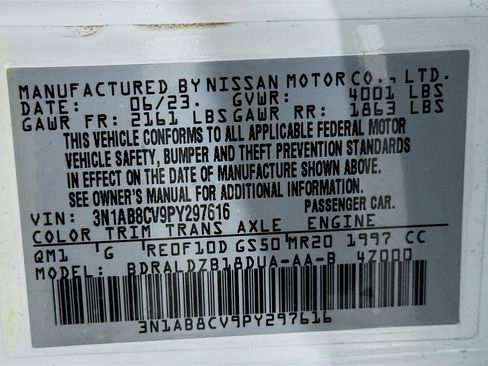 MANUFACTURED BY NISSAN MOTOR CO., LTD.
DATE: 06/23. GVWR: 4001 LBS
GAWR FR: 2161 LBS GAWR RR: 1863 LBS
THIS VEHICLE CONFORMS TO ALL APPLICABLE FEDERAL MOTOR
VEHICLE SAFETY, BUMPER AND THEFT PREVENTION STANDARDS
IN EFFECT ON THE DATE OF MANUFACTURE SHOWN ABOVE.
SEE OWNER'S MANUAL FOR ADDITIONAL INFORMATION.
VIN: 3N1AB8CV9PY297616 PASSENGER CAR.
COLOR TRIM TRANS AXLE ENGINE
QM1 G RE0F10D GS50 MR20 1997 CC
MODEL: BDRALDZB18DUA-AA-B 4Z000
3N1AB8CV9PY297616